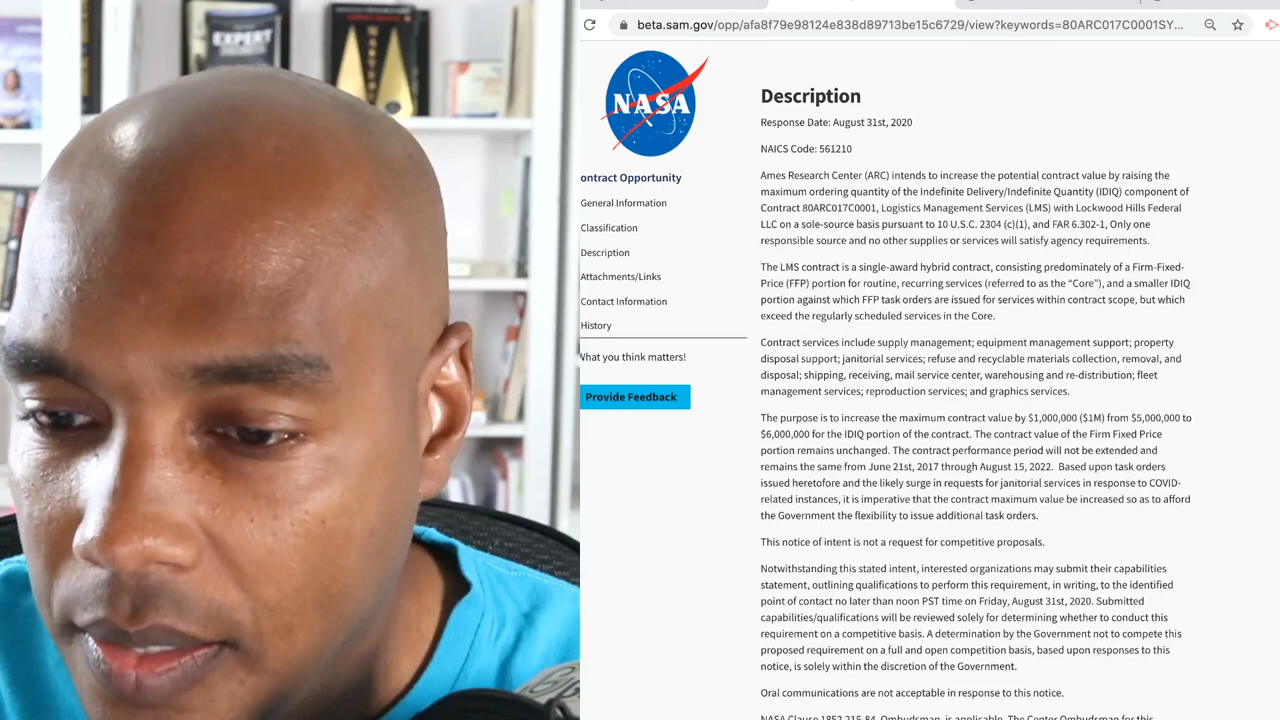 EXPERT
SECRETS
beta.sam.gov/opp/afa8f79e98124e838d89713be15c6729/view?keywords=80ARC017C0001SY...
NASA
ontract Opportunity
General Information
Classification
Description
Attachments/Links
Contact Information
History
What you think matters!
Provide Feedback
Description
Response Date: August 31st, 2020
NAICS Code: 561210
Ames Research Center (ARC) intends to increase the potential contract value by raising the
maximum ordering quantity of the Indefinite Delivery/Indefinite Quantity (IDIQ) component of
Contract 80ARC017C0001, Logistics Management Services (LMS) with Lockwood Hills Federal
LLC on a sole-source basis pursuant to 10 U.S.C. 2304 (c)(1), and FAR 6.302-1, Only one
responsible source and no other supplies or services will satisfy agency requirements.
The LMS contract is a single-award hybrid contract, consisting predominately of a Firm-Fixed-
Price (FFP) portion for routine, recurring services (referred to as the “Core”), and a smaller IDIQ
portion against which FFP task orders are issued for services within contract scope, but which
exceed the regularly scheduled services in the Core.
Contract services include supply management; equipment management support; property
disposal support; janitorial services; refuse and recyclable materials collection, removal, and
disposal; shipping, receiving, mail service center, warehousing and re-distribution; fleet
management services; reproduction services; and graphics services.
The purpose is to increase the maximum contract value by $1,000,000 ($1M) from $5,000,000 to
$6,000,000 for the IDIQ portion of the contract. The contract value of the Firm Fixed Price
portion remains unchanged. The contract performance period will not be extended and
remains the same from June 21st, 2017 through August 15, 2022. Based upon task orders
issued heretofore and the likely surge in requests for janitorial services in response to COVID-
related instances, it is imperative that the contract maximum value be increased so as to afford
the Government the flexibility to issue additional task orders.
This notice of intent is not a request for competitive proposals.
Notwithstanding this stated intent, interested organizations may submit their capabilities
statement, outlining qualifications to perform this requirement, in writing, to the identified
point of contact no later than noon PST time on Friday, August 31st, 2020. Submitted
capabilities/qualifications will be reviewed solely for determining whether to conduct this
requirement on a competitive basis. A determination by the Government not to compete this
proposed requirement on a full and open competition basis, based upon responses to this
notice, is solely within the discretion of the Government.
Oral communications are not acceptable in response to this notice.
NASA Clause 1852.215-84, Ombudsman, is applicable. The Center Ombudsman for this